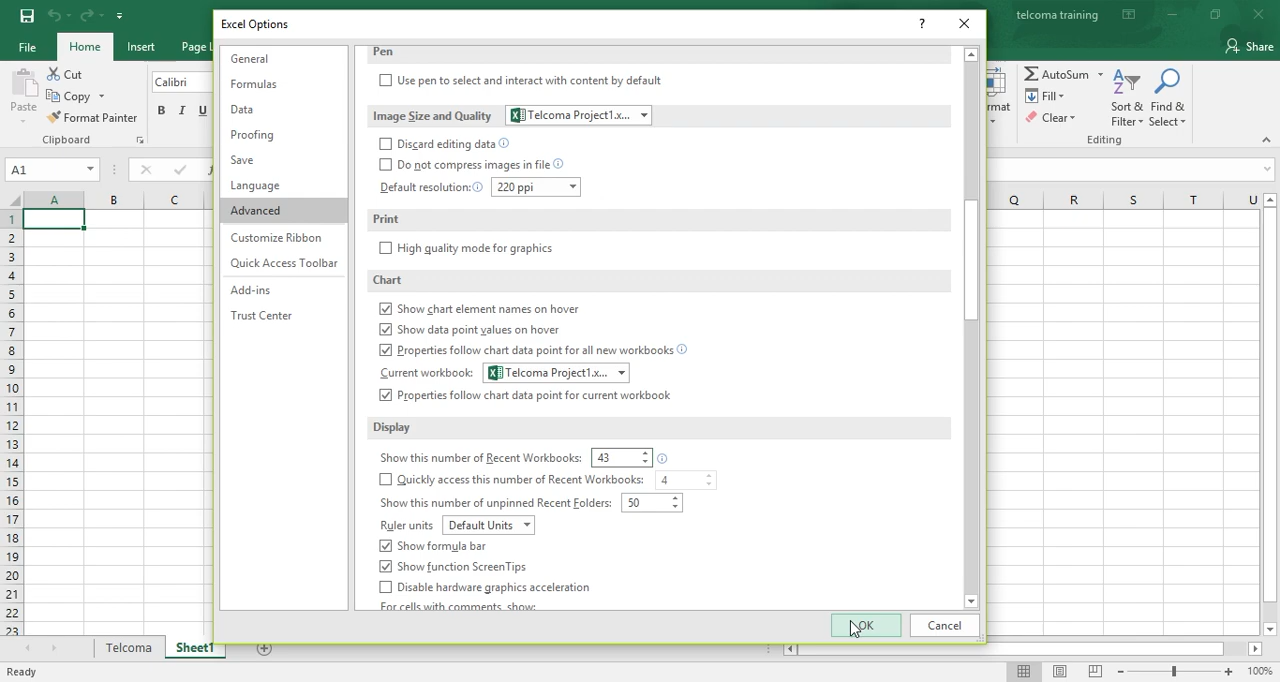 Excel Options
?
telcoma training
File
Home
Insert
Page L
Share
Cut
Copy
Format Painter
Paste
Clipboard
Calibri
B I U
AutoSum
Fill
Clear
Sort & Filter
Find & Select
Editing
A1
A B C
Q R S T U
1
2
3
4
5
6
7
8
9
10
11
12
13
14
15
16
17
18
19
20
21
22
23
General
Formulas
Data
Proofing
Save
Language
Advanced
Customize Ribbon
Quick Access Toolbar
Add-ins
Trust Center
Pen
Use pen to select and interact with content by default
Image Size and Quality Telcoma Project1.x...
Discard editing data
Do not compress images in file
Default resolution: 220 ppi
Print
High quality mode for graphics
Chart
Show chart element names on hover
Show data point values on hover
Properties follow chart data point for all new workbooks
Current workbook: Telcoma Project1.x...
Properties follow chart data point for current workbook
Display
Show this number of Recent Workbooks: 43
Quickly access this number of Recent Workbooks: 4
Show this number of unpinned Recent Folders: 50
Ruler units Default Units
Show formula bar
Show function ScreenTips
Disable hardware graphics acceleration
For cells with comments, show:
OK
Cancel
Telcoma
Sheet1
Ready
100%